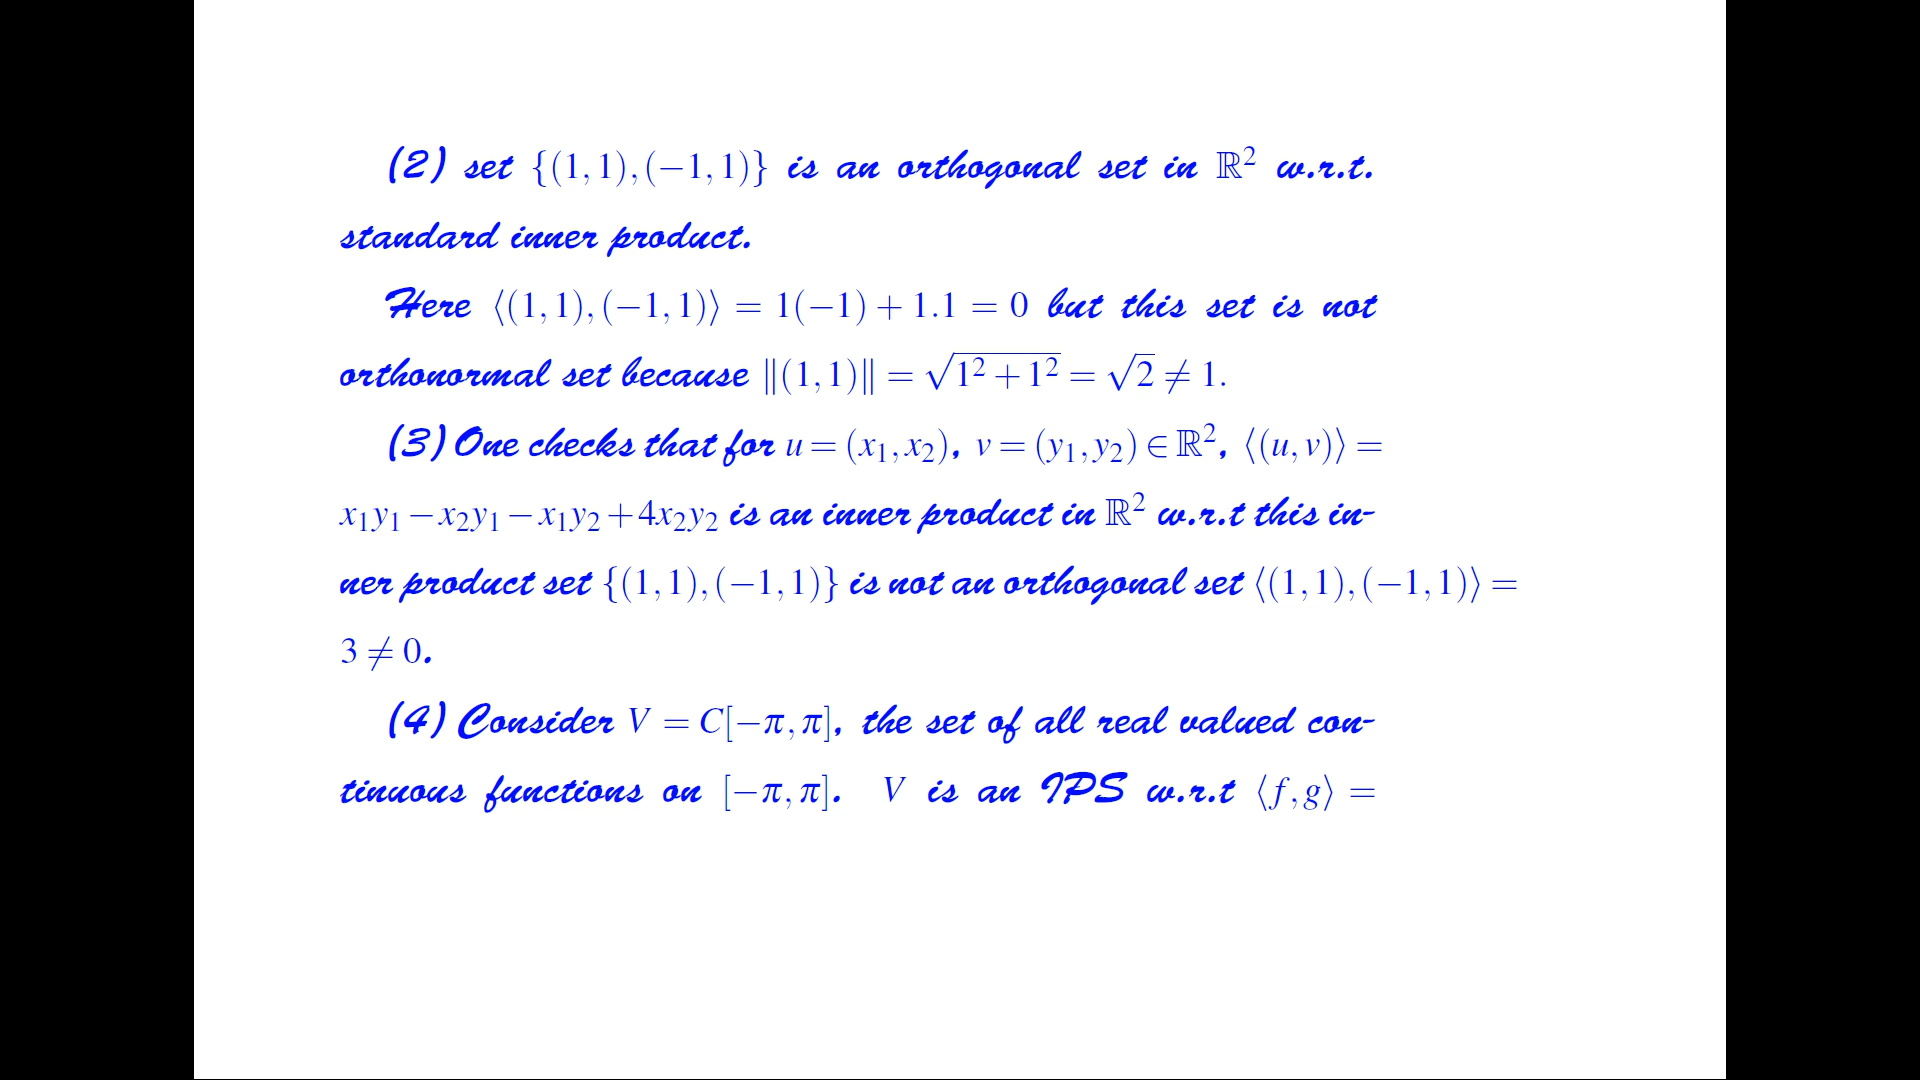 (2) set {(1,1),(−1,1)} is an orthogonal set in ℝ² w.r.t.
standard inner product.
Here ⟨(1,1),(−1,1)⟩ = 1(−1) + 1.1 = 0 but this set is not
orthonormal set because ‖(1,1)‖ = √(1² + 1²) = √2 ≠ 1.
(3) One checks that for u = (x₁,x₂), v = (y₁,y₂) ∈ ℝ², ⟨(u,v)⟩ =
x₁y₁ − x₂y₁ − x₁y₂ + 4x₂y₂ is an inner product in ℝ² w.r.t this in-
ner product set {(1,1),(−1,1)} is not an orthogonal set ⟨(1,1),(−1,1)⟩ =
3 ≠ 0.
(4) Consider V = C[−π,π], the set of all real valued con-
tinuous functions on [−π,π]. V is an IPS w.r.t ⟨f,g⟩ =